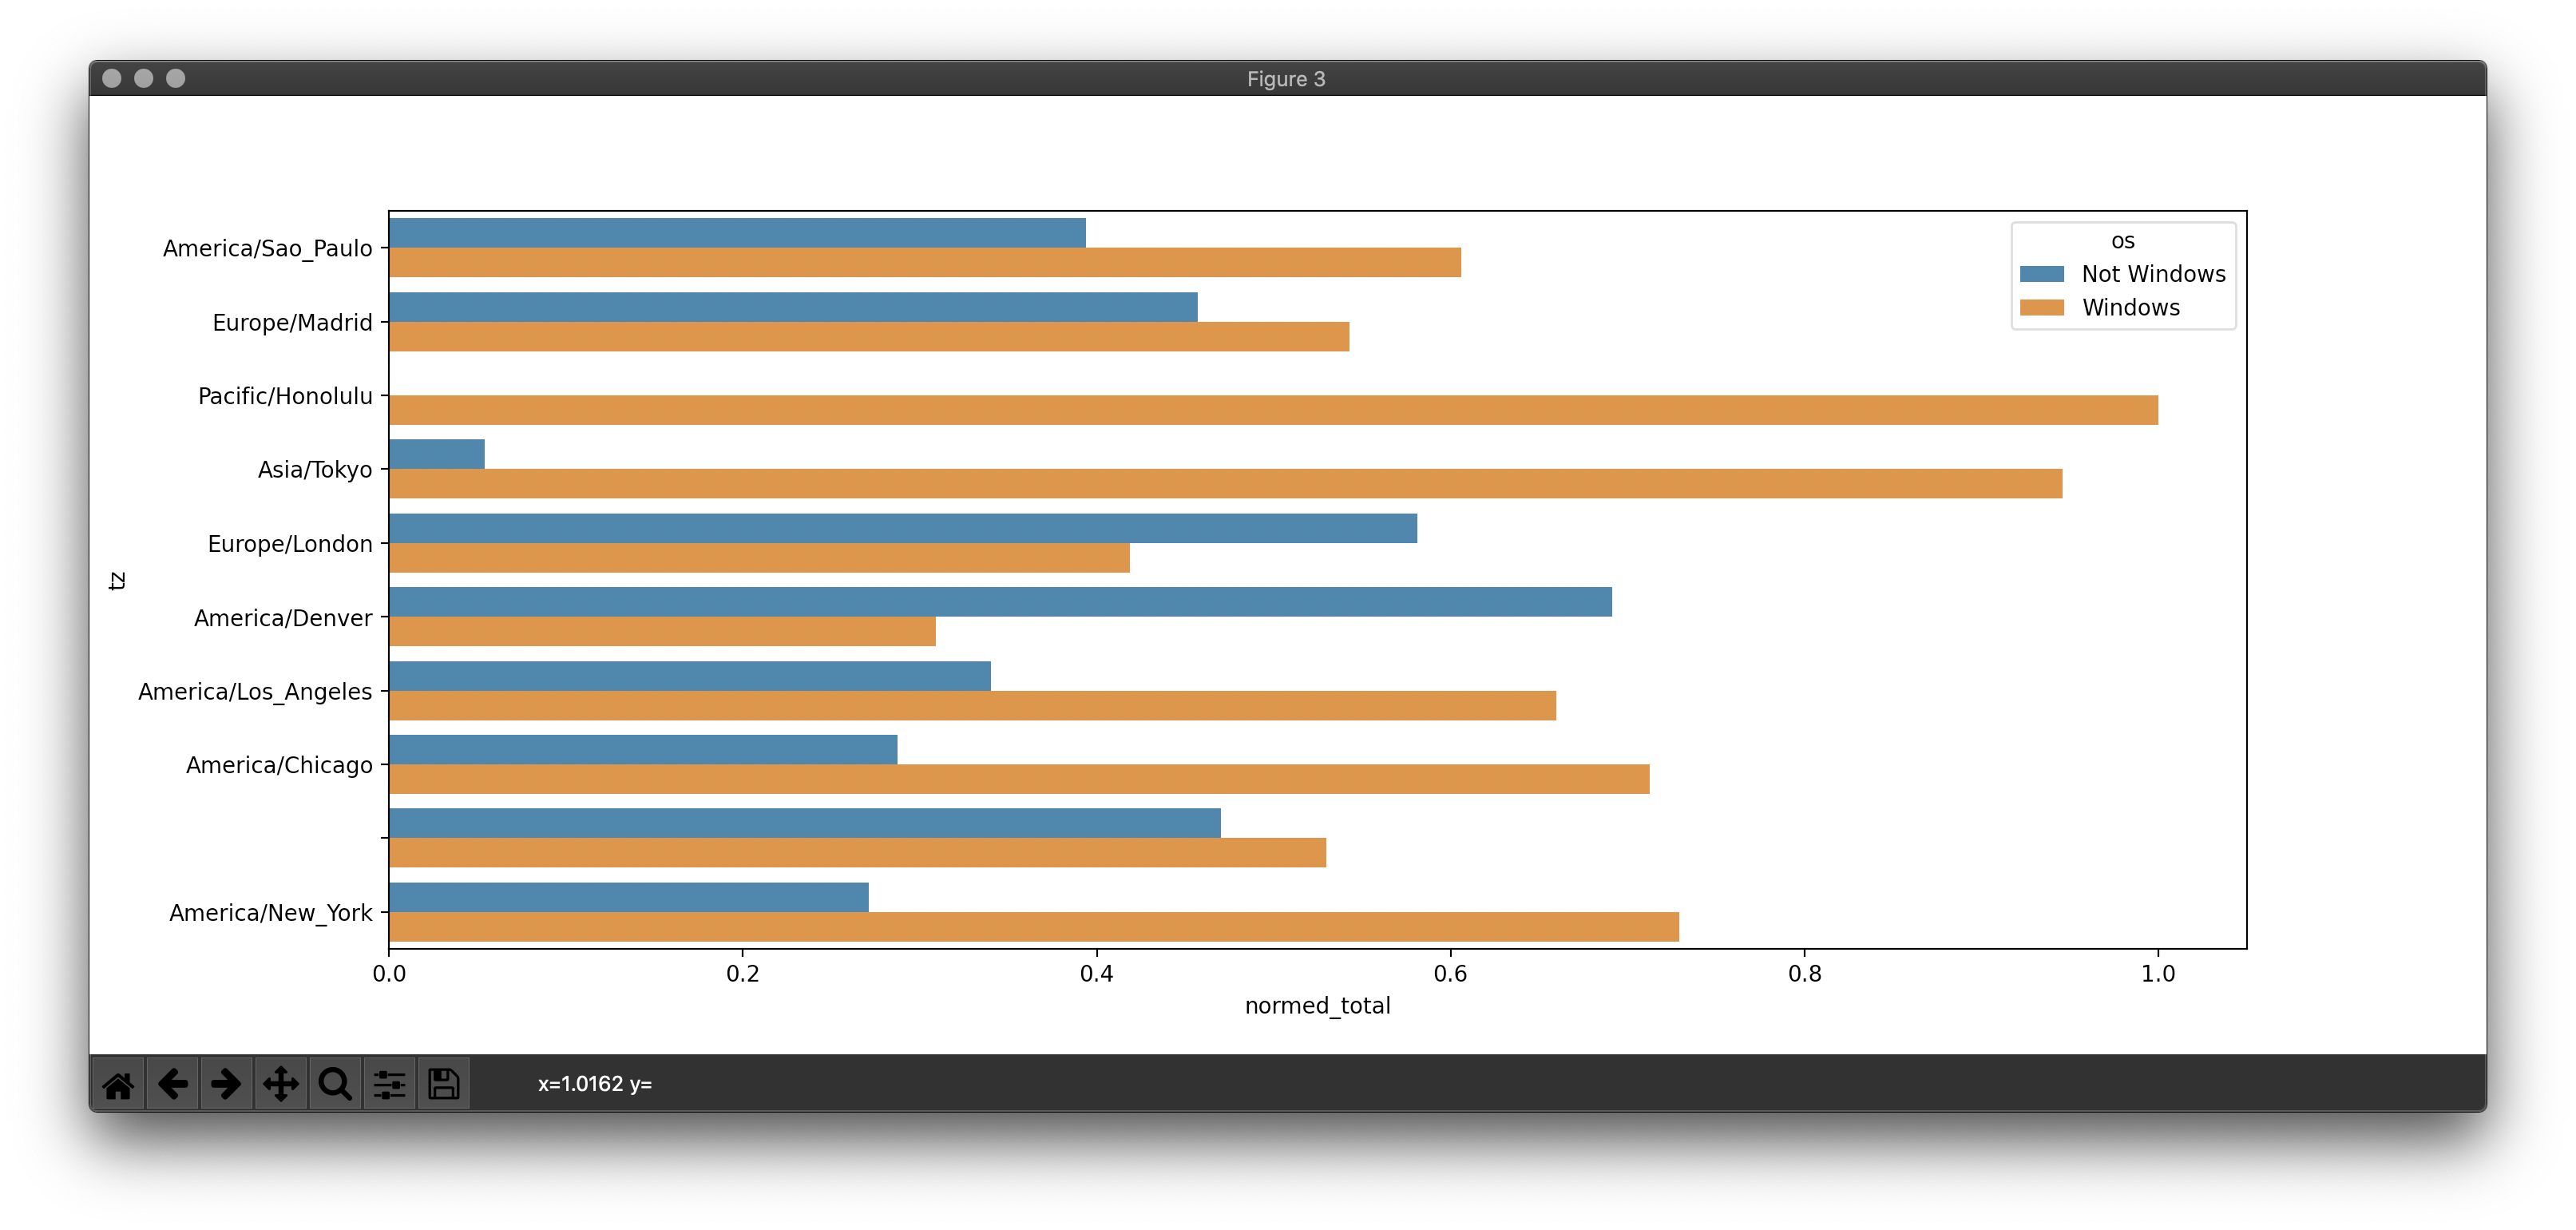 Figure 3
America/Sao_Paulo
Europe/Madrid
Pacific/Honolulu
Asia/Tokyo
Europe/London
America/Denver
America/Los_Angeles
America/Chicago
America/New_York
tz
os
Not Windows
Windows
0.0 0.2 0.4 0.6 0.8 1.0
normed_total
x=1.0162 y=